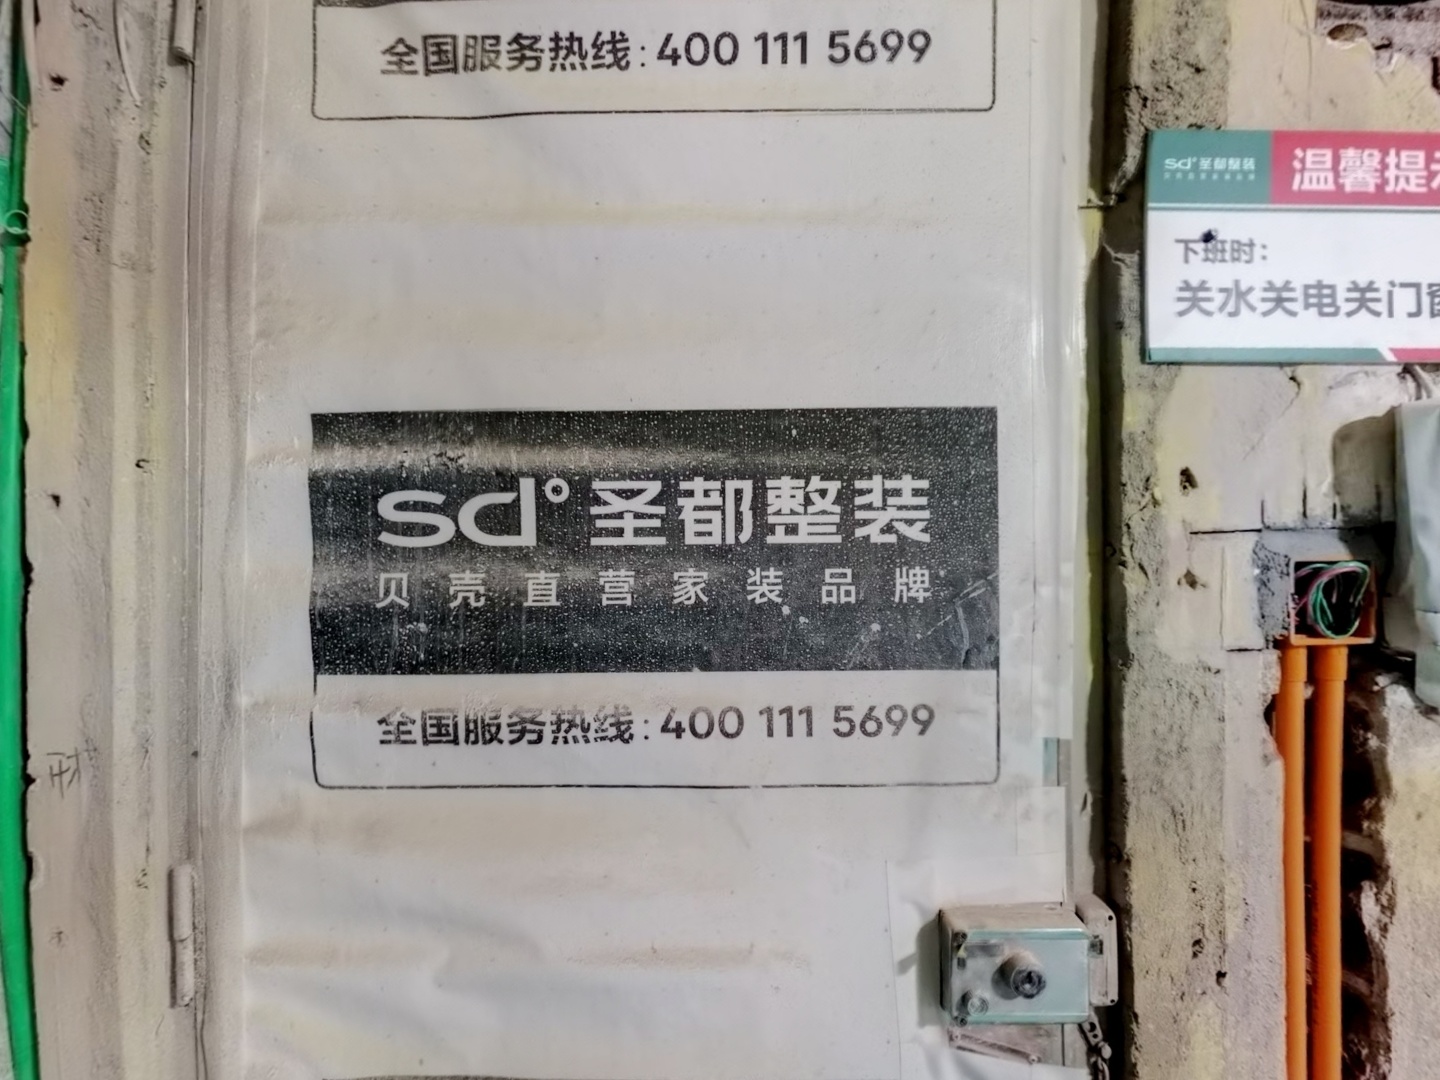 全国服务热线:400 111 5699
sd°圣都整装
温馨提
下班时:
关水关电关门窗
sd°圣都整装
贝壳直营家装品牌
全国服务热线:400 111 5699